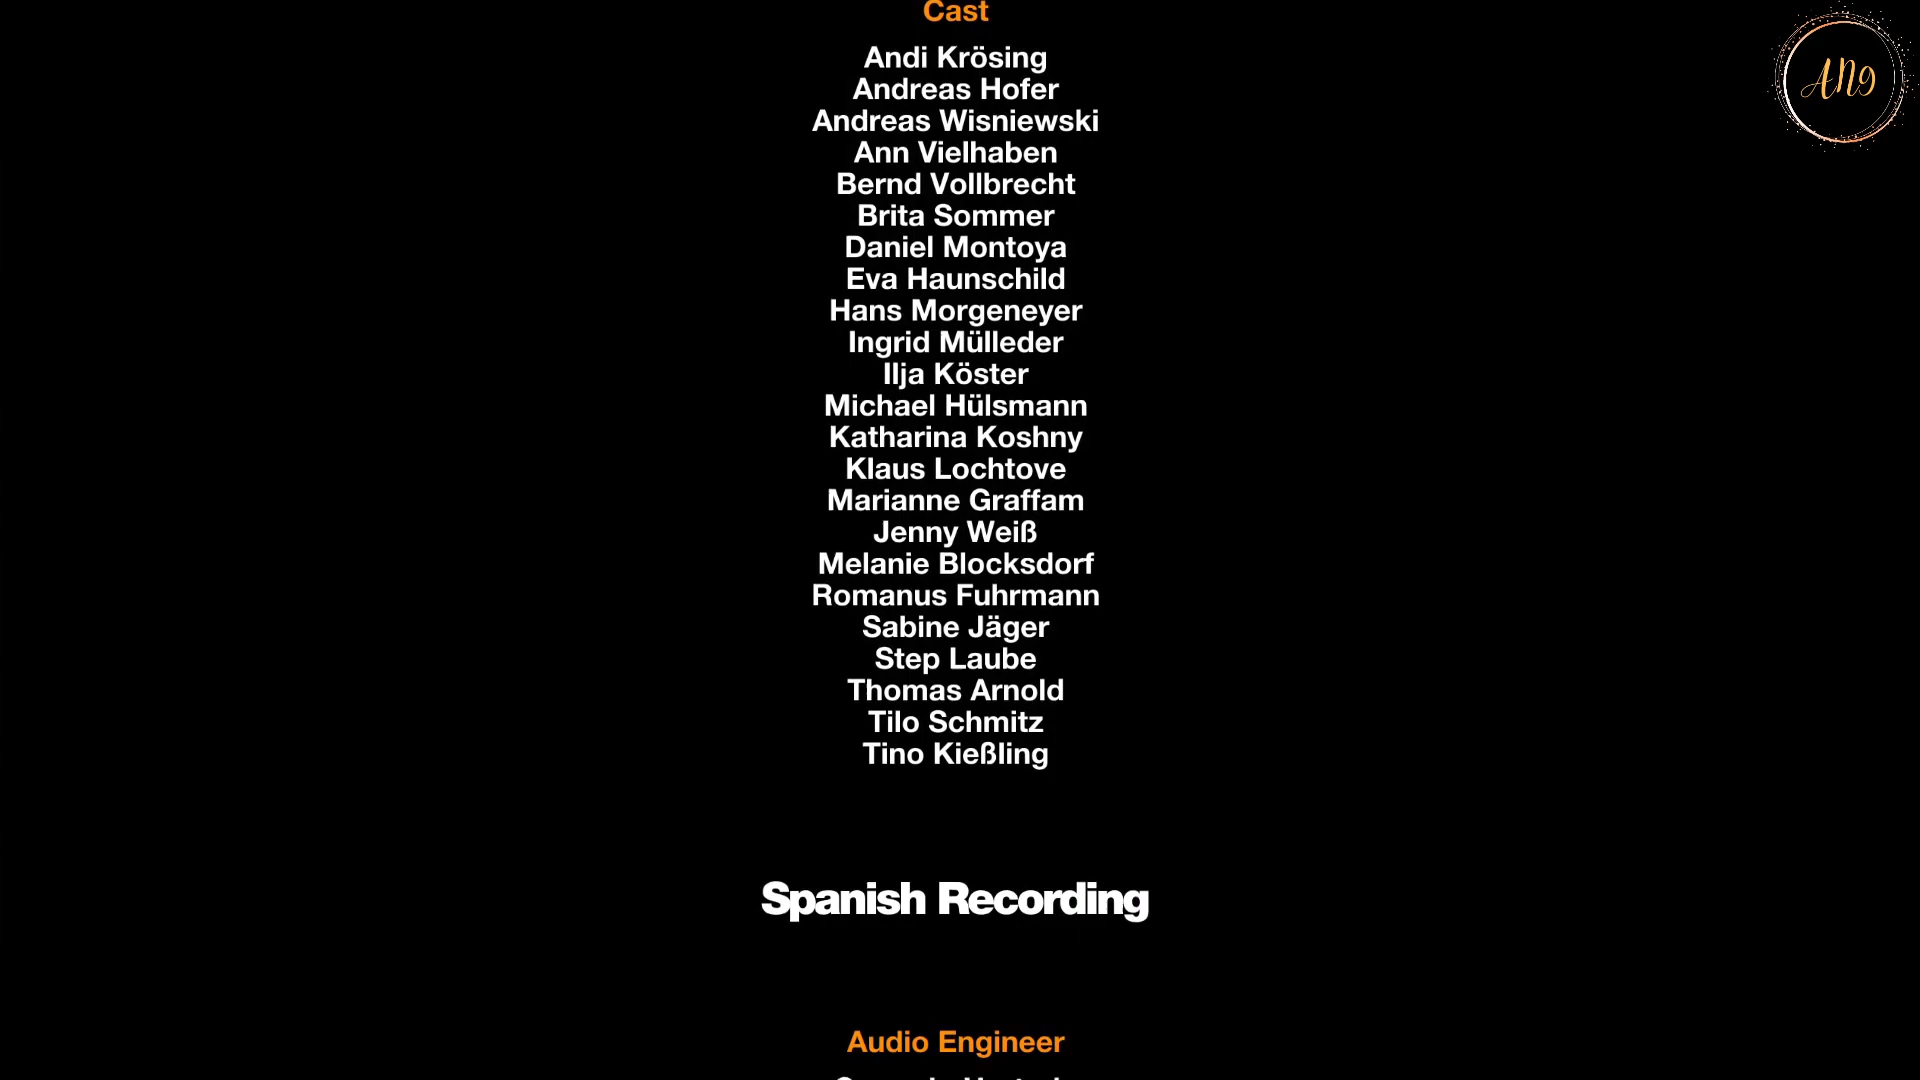 Cast
Andi Krösing
Andreas Hofer
Andreas Wisniewski
Ann Vielhaben
Bernd Vollbrecht
Brita Sommer
Daniel Montoya
Eva Haunschild
Hans Morgeneyer
Ingrid Mülleder
Ilja Köster
Michael Hülsmann
Katharina Koshny
Klaus Lochtove
Marianne Graffam
Jenny Weiß
Melanie Blocksdorf
Romanus Fuhrmann
Sabine Jäger
Step Laube
Thomas Arnold
Tilo Schmitz
Tino Kießling
Spanish Recording
Audio Engineer
AN9